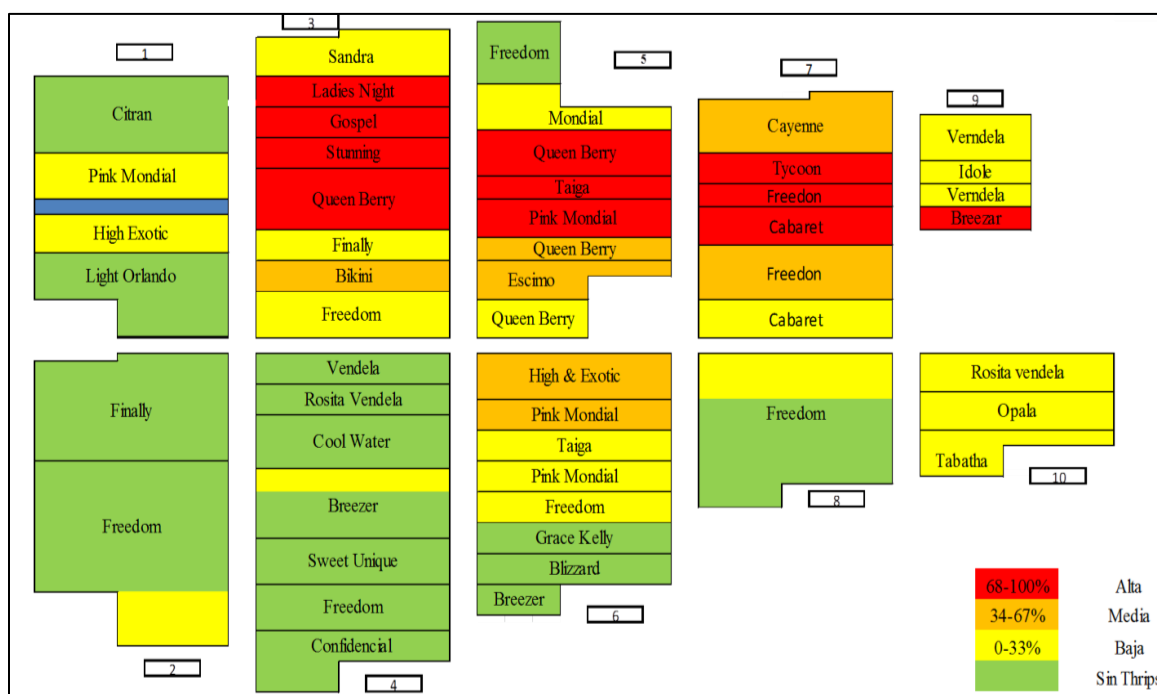 1
Citran
Pink Mondial
High Exotic
Light Orlando
Finally
Freedom
2
3
Sandra
Ladies Night
Gospel
Stunning
Queen Berry
Finally
Bikini
Freedom
Vendela
Rosita Vendela
Cool Water
Breezer
Sweet Unique
Freedom
Confidencial
4
Freedom
5
Mondial
Queen Berry
Taiga
Pink Mondial
Queen Berry
Escimo
Queen Berry
High & Exotic
Pink Mondial
Taiga
Pink Mondial
Freedom
Grace Kelly
Blizzard
Breezer
6
7
Cayenne
Tycoon
Freedon
Cabaret
Freedon
Cabaret
Freedom
8
9
Verndela
Idole
Verndela
Breezar
Rosita vendela
Opala
Tabatha
10
68-100% Alta
34-67% Media
0-33% Baja
Sin Thrips